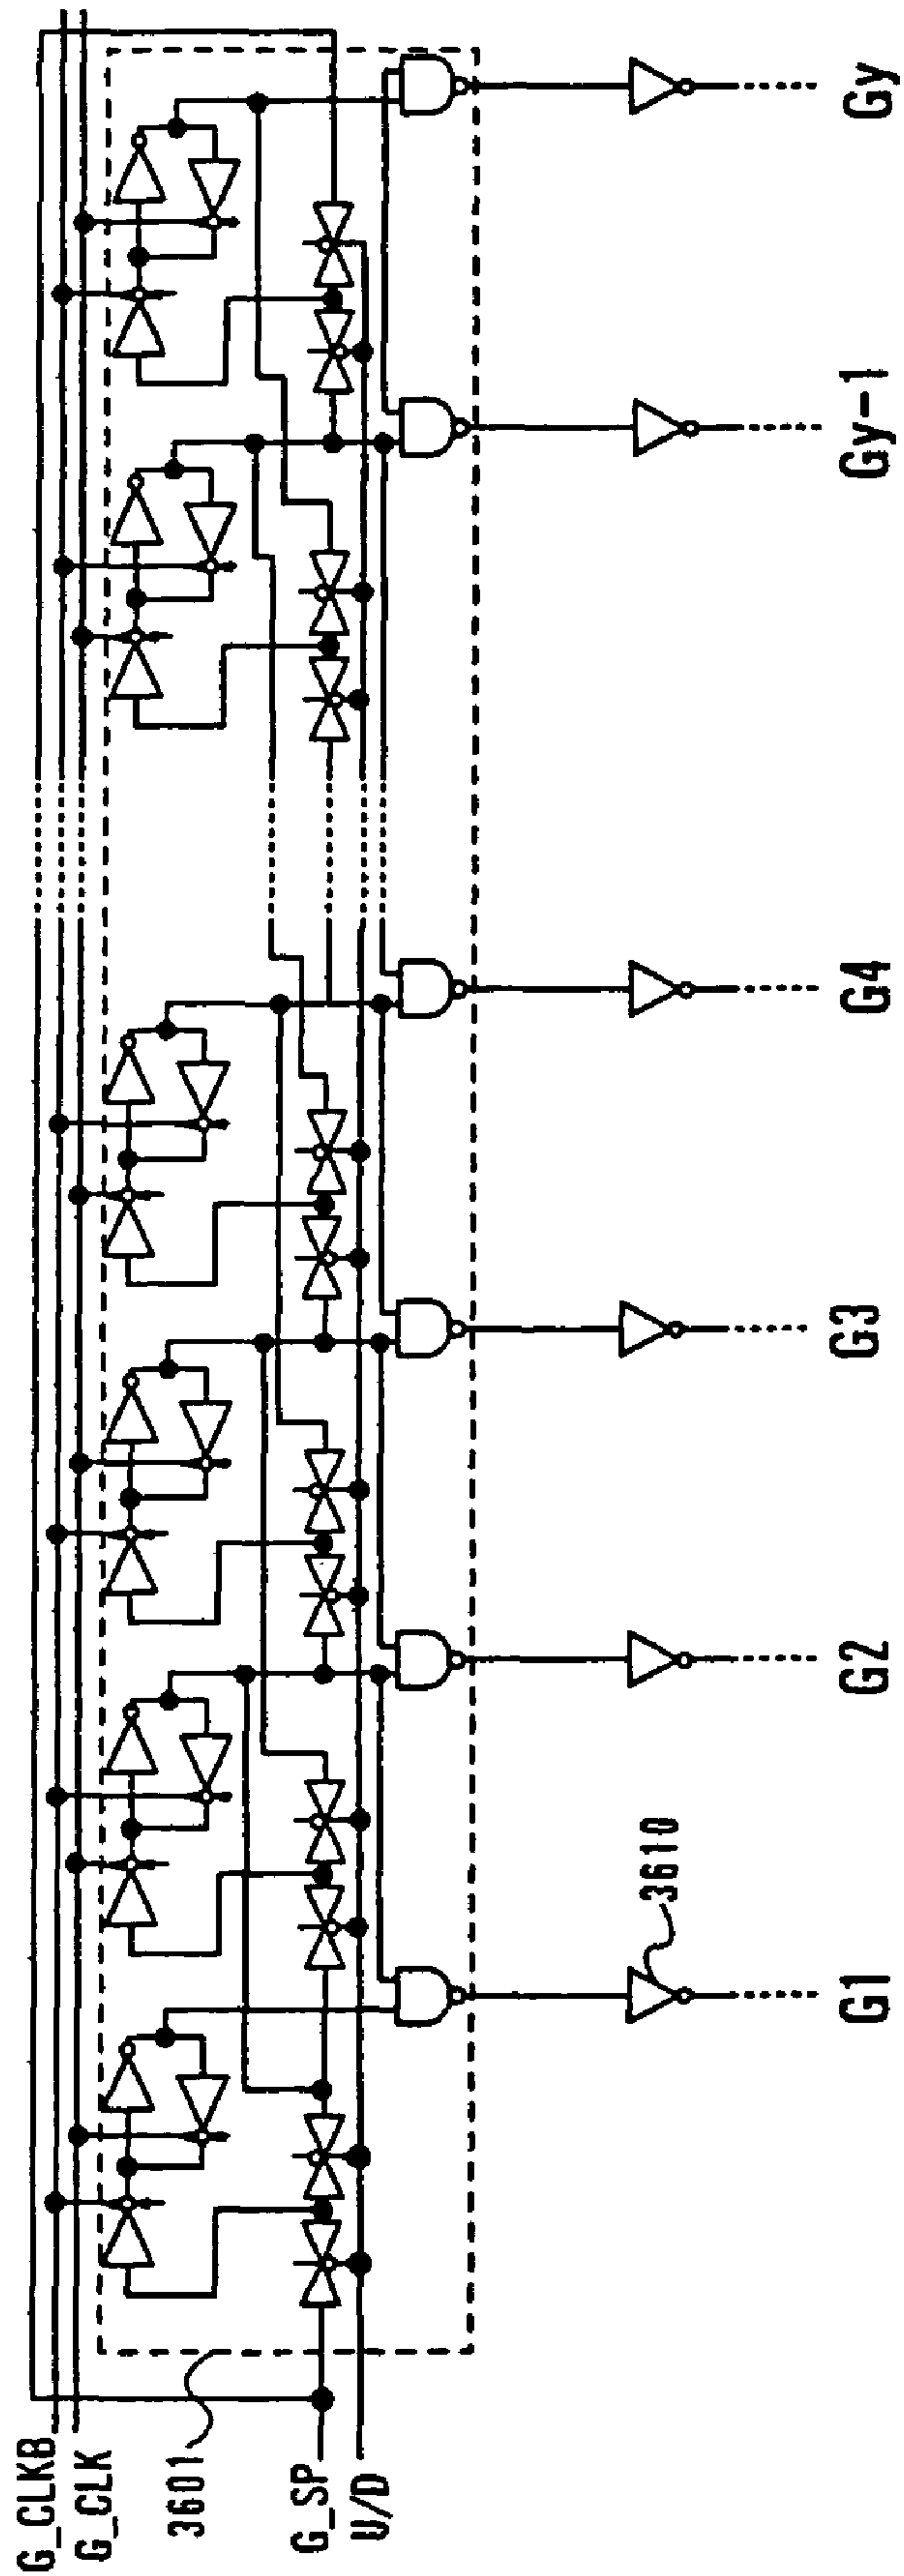 G_CLKB
G_CLK
3601
G_SP
U/D
G1
G2
G3
G4
Gy-1
Gy
3610